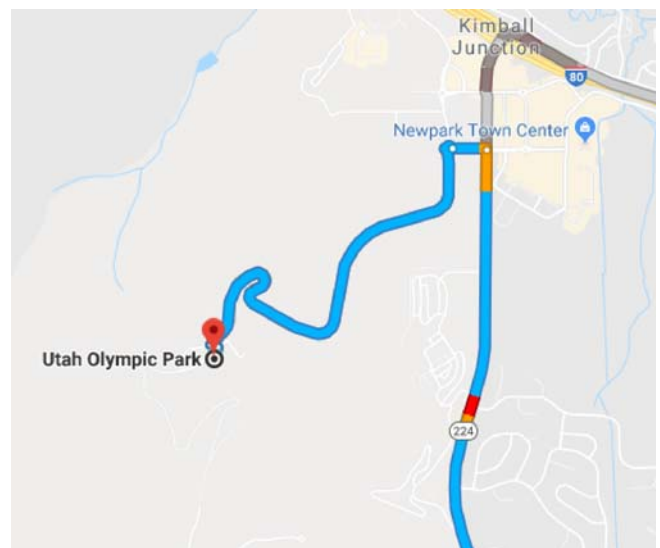 Kimball
Junction
80
Newpark Town Center
Utah Olympic Park
224